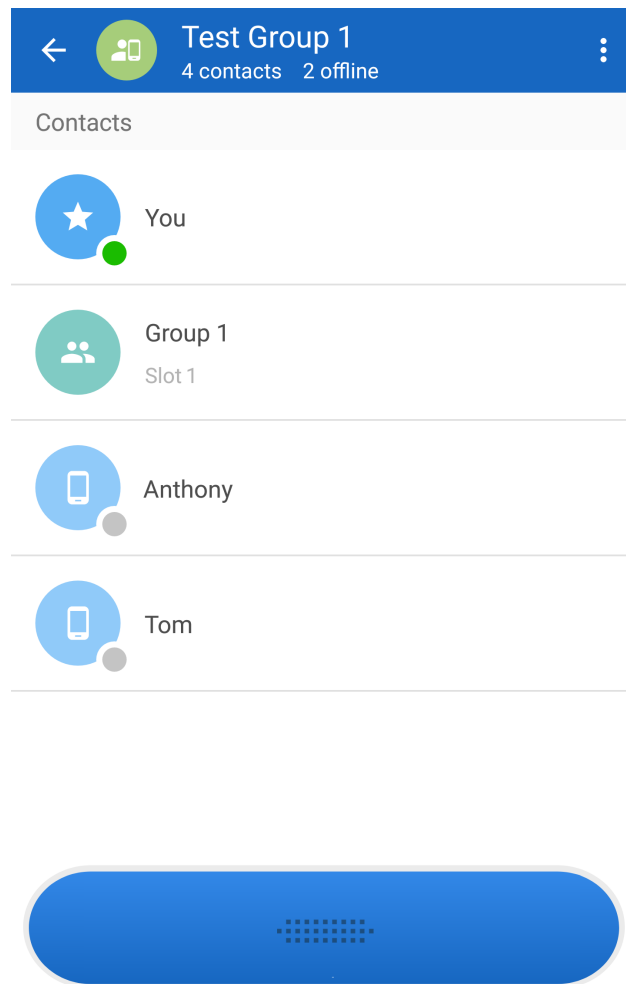 Test Group 1
4 contacts 2 offline
Contacts
You
Group 1
Slot 1
Anthony
Tom